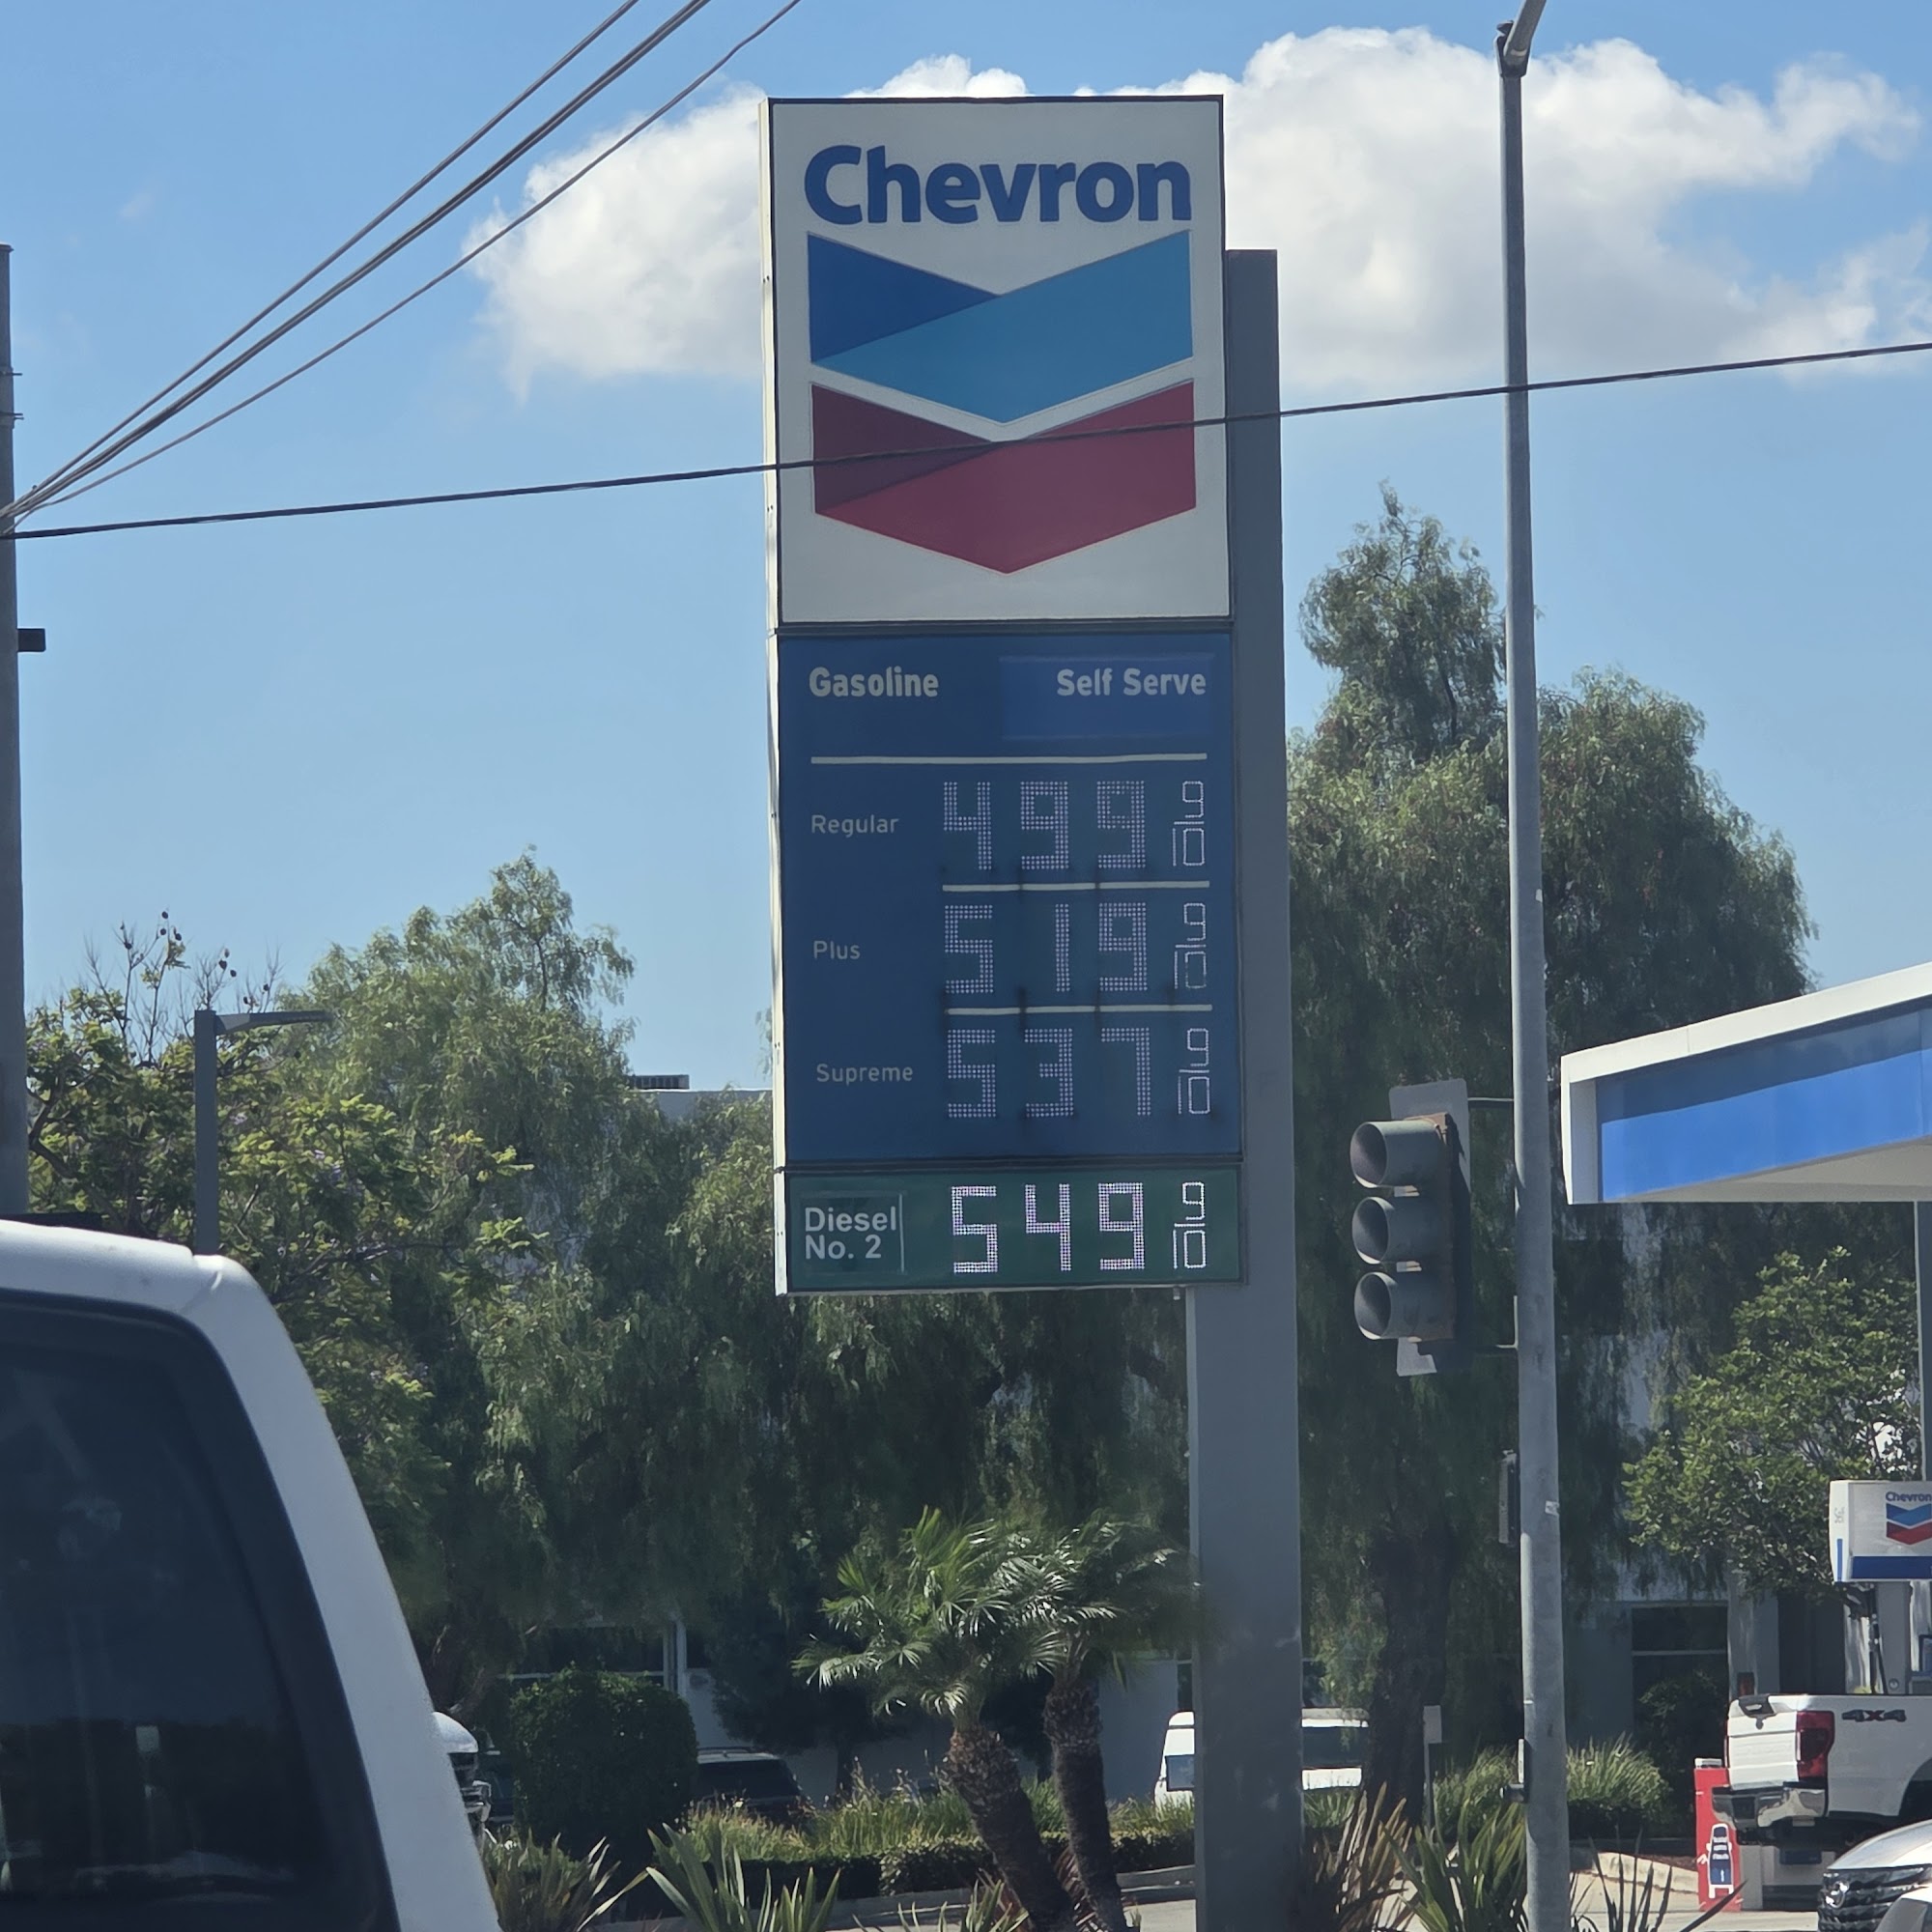 Chevron
Gasoline Self Serve
Regular 499 9/10
Plus 519 9/10
Supreme 537 9/10
Diesel
No. 2 549 9/10
Chevron
4x4